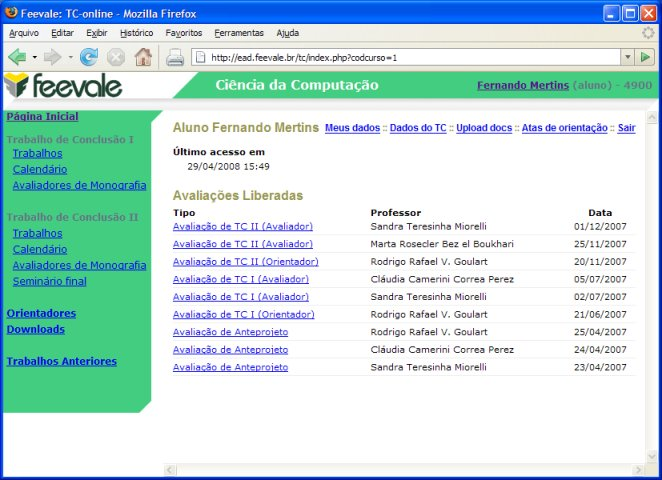 Feevale: TC-online - Mozilla Firefox
Arquivo Editar Exibir Histórico Favoritos Ferramentas Ajuda
http://ead.feevale.br/tc/index.php?codcurso=1
feevale Ciência da Computação Fernando Mertins (aluno) - 4900
Página Inicial
Trabalho de Conclusão I
Trabalhos
Calendário
Avaliadores de Monografia
Trabalho de Conclusão II
Trabalhos
Calendário
Avaliadores de Monografia
Seminário final
Orientadores
Downloads
Trabalhos Anteriores
Aluno Fernando Mertins Meus dados :: Dados do TC :: Upload docs :: Atas de orientação :: Sair
Último acesso em
29/04/2008 15:49
Avaliações Liberadas
Tipo Professor Data
Avaliação de TC II (Avaliador) Sandra Teresinha Miorelli 01/12/2007
Avaliação de TC II (Avaliador) Marta Rosecler Bez el Boukhari 25/11/2007
Avaliação de TC II (Orientador) Rodrigo Rafael V. Goulart 20/11/2007
Avaliação de TC I (Avaliador) Cláudia Camerini Correa Perez 05/07/2007
Avaliação de TC I (Avaliador) Sandra Teresinha Miorelli 02/07/2007
Avaliação de TC I (Orientador) Rodrigo Rafael V. Goulart 21/06/2007
Avaliação de Anteprojeto Rodrigo Rafael V. Goulart 25/04/2007
Avaliação de Anteprojeto Cláudia Camerini Correa Perez 24/04/2007
Avaliação de Anteprojeto Sandra Teresinha Miorelli 23/04/2007